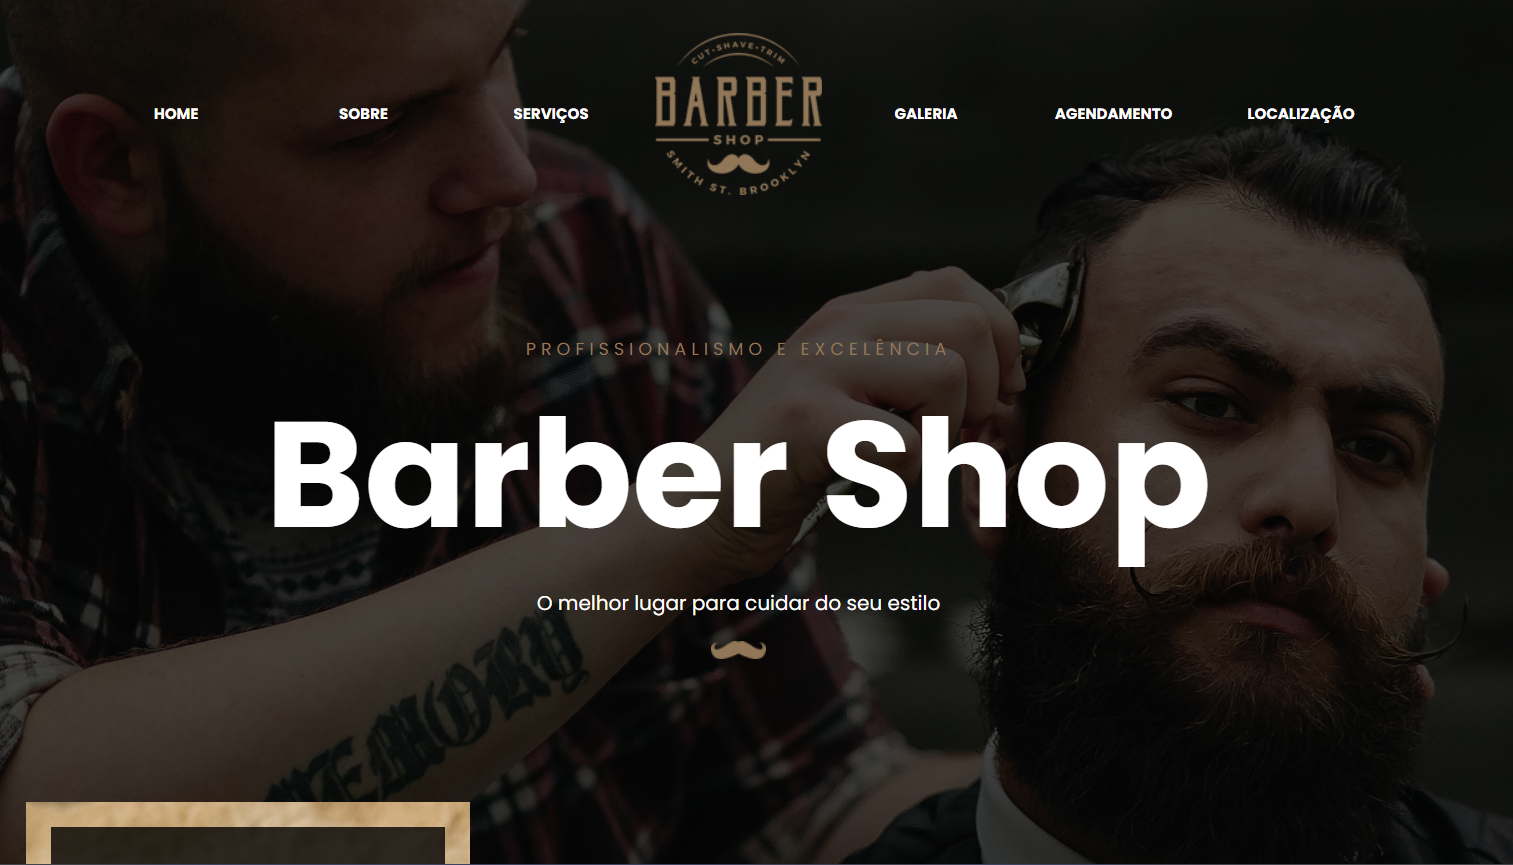 CUT·SHAVE·TRIM
BARBER
SHOP
SMITH ST. BROOKLYN
HOME SOBRE SERVIÇOS GALERIA AGENDAMENTO LOCALIZAÇÃO
PROFISSIONALISMO E EXCELÊNCIA
Barber Shop
O melhor lugar para cuidar do seu estilo
EMORY